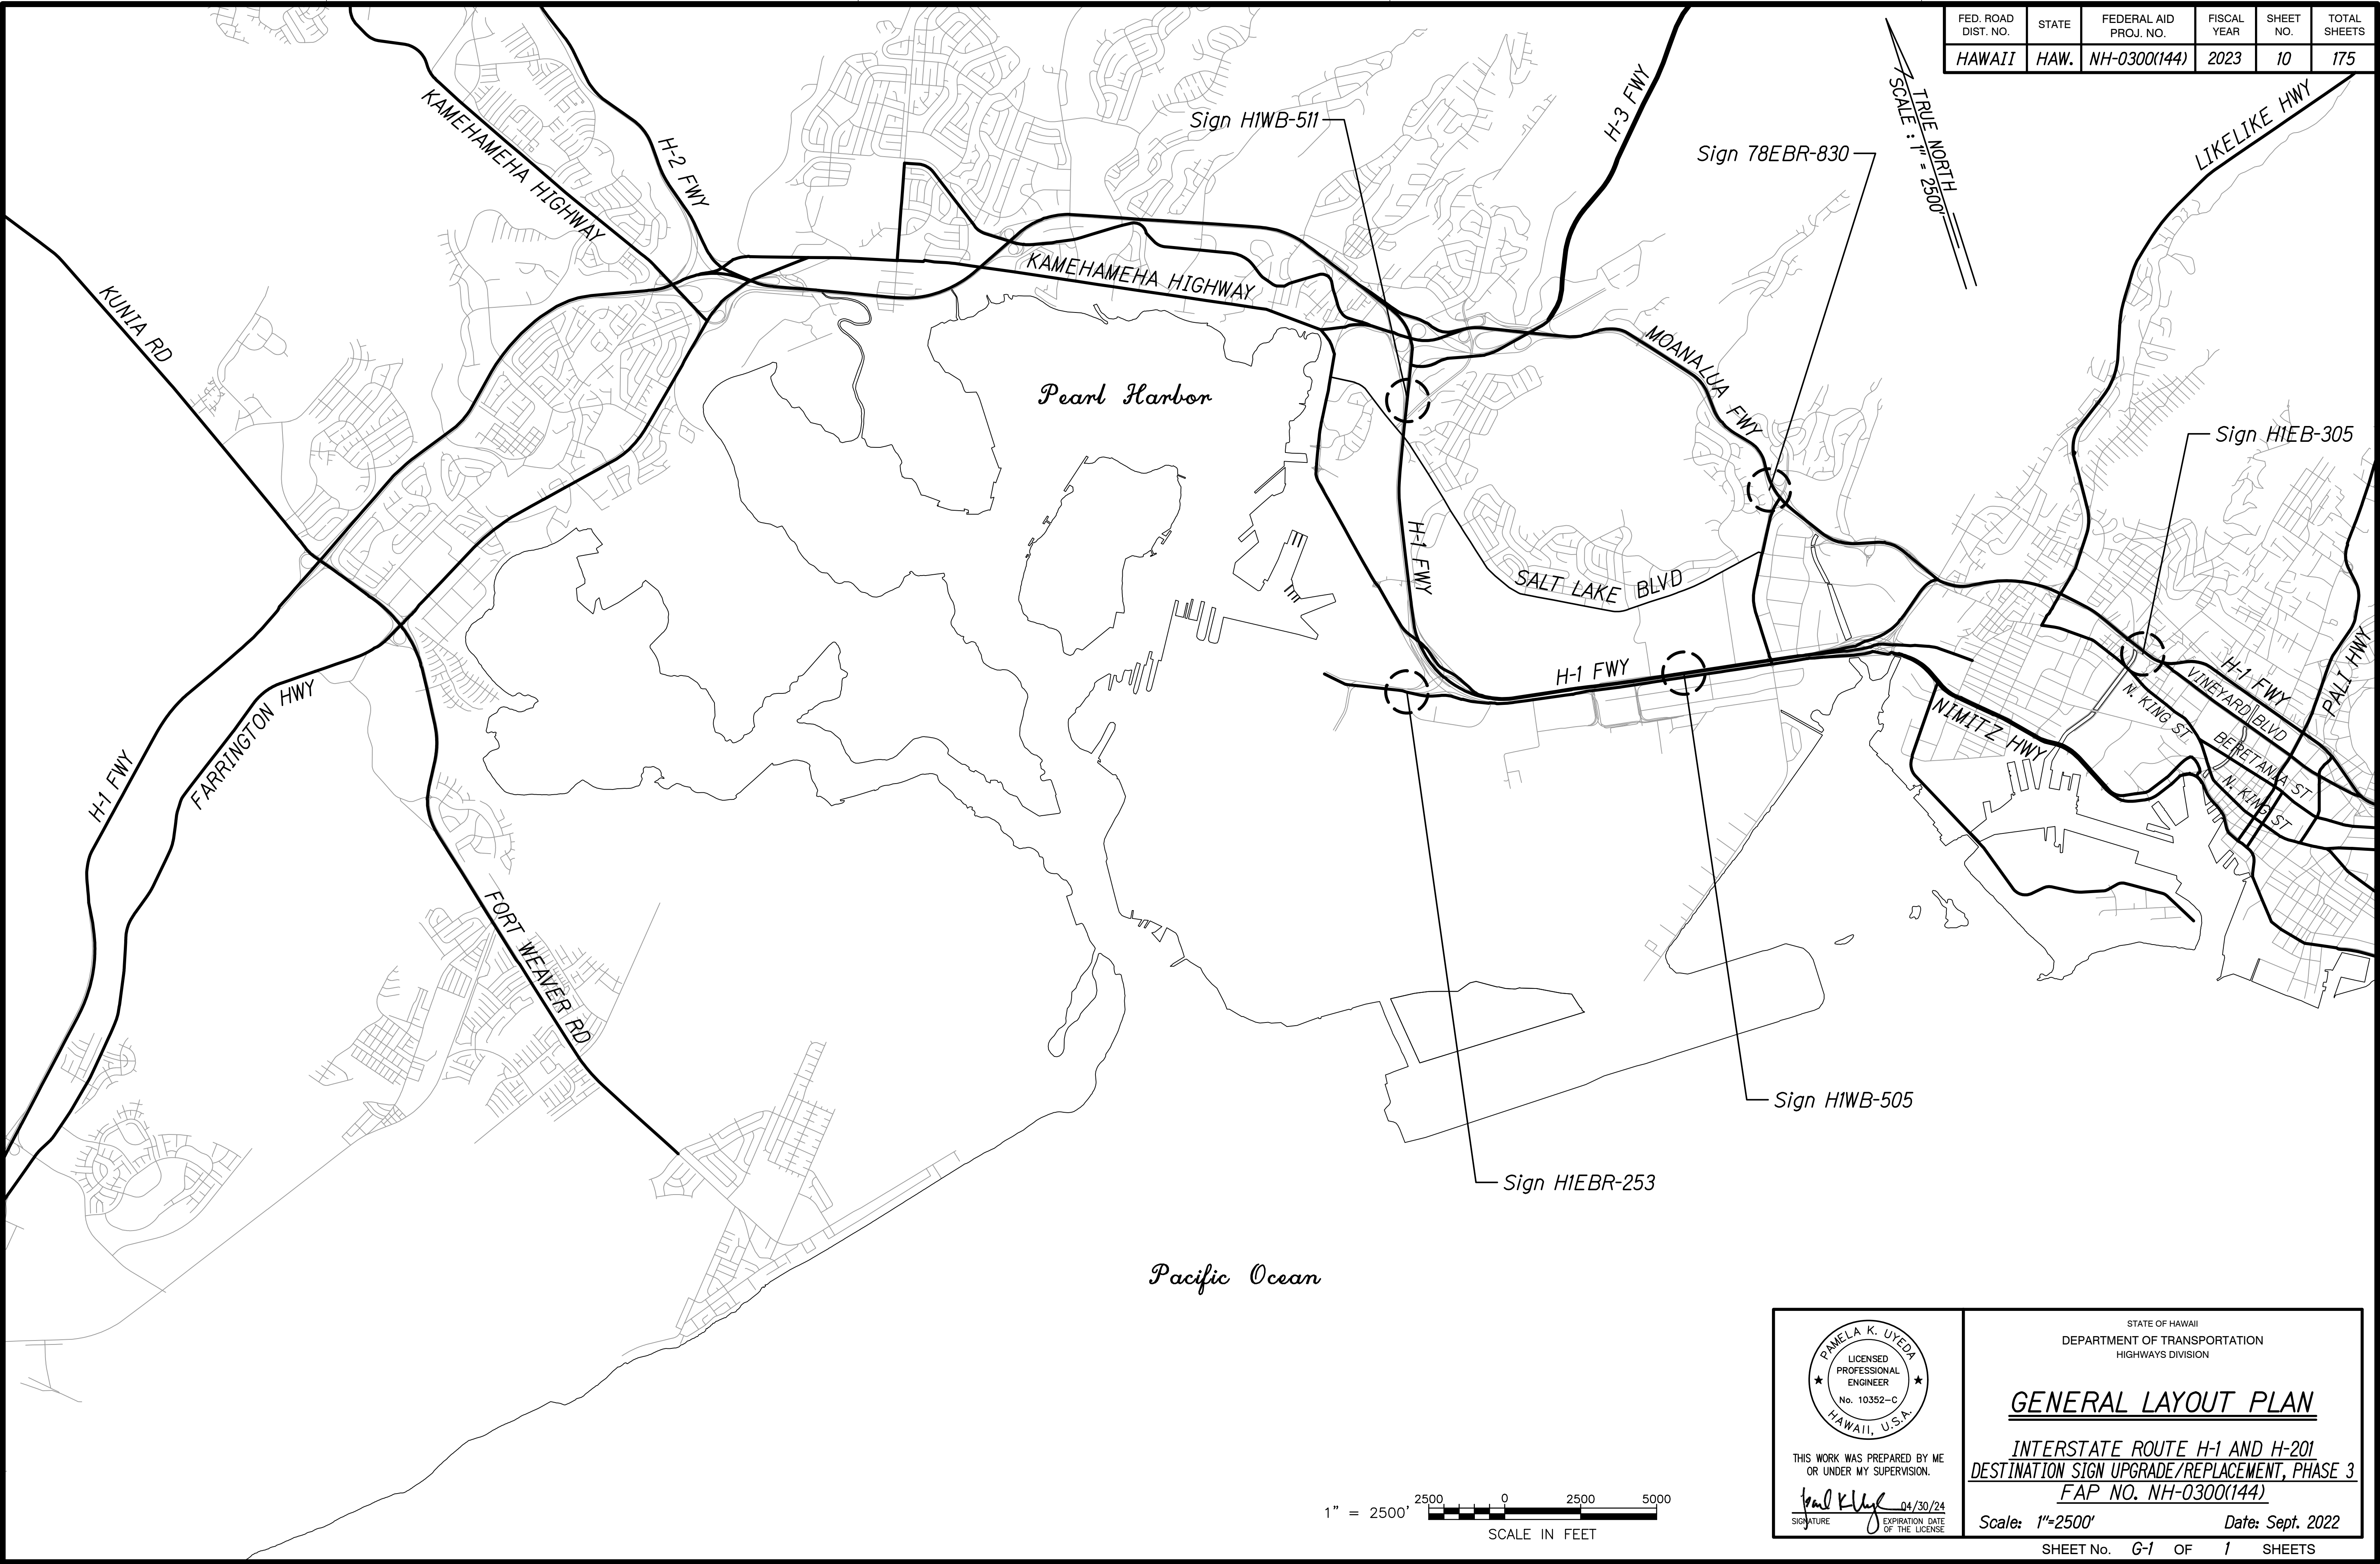 FED. ROAD DIST. NO.
STATE
FEDERAL AID PROJ. NO.
FISCAL YEAR
SHEET NO.
TOTAL SHEETS
HAWAII
HAW.
NH-0300(144)
2023
10
175
TRUE NORTH
SCALE : 1" = 2500'
KAMEHAMEHA HIGHWAY
H-2 FWY
Sign H1WB-511
H-3 FWY
Sign 78EBR-830
LIKELIKE HWY
KUNIA RD
KAMEHAMEHA HIGHWAY
MOANALUA FWY
Pearl Harbor
Sign H1EB-305
H-1 FWY
SALT LAKE BLVD
H-1 FWY
H-1 FWY
VINEYARD BLVD
PALI HWY
N. KING ST
NIMITZ HWY
BERETANIA ST
N. KING ST
H-1 FWY
FARRINGTON HWY
FORT WEAVER RD
Sign H1WB-505
Sign H1EBR-253
Pacific Ocean
1" = 2500'
2500 0 2500 5000
SCALE IN FEET
PAMELA K. UYEDA
LICENSED
PROFESSIONAL
ENGINEER
No. 10352-C
HAWAII, U.S.A.
THIS WORK WAS PREPARED BY ME
OR UNDER MY SUPERVISION.
04/30/24
SIGNATURE
EXPIRATION DATE
OF THE LICENSE
STATE OF HAWAII
DEPARTMENT OF TRANSPORTATION
HIGHWAYS DIVISION
GENERAL LAYOUT PLAN
INTERSTATE ROUTE H-1 AND H-201
DESTINATION SIGN UPGRADE/REPLACEMENT, PHASE 3
FAP NO. NH-0300(144)
Scale: 1"=2500' Date: Sept. 2022
SHEET No. G-1 OF 1 SHEETS